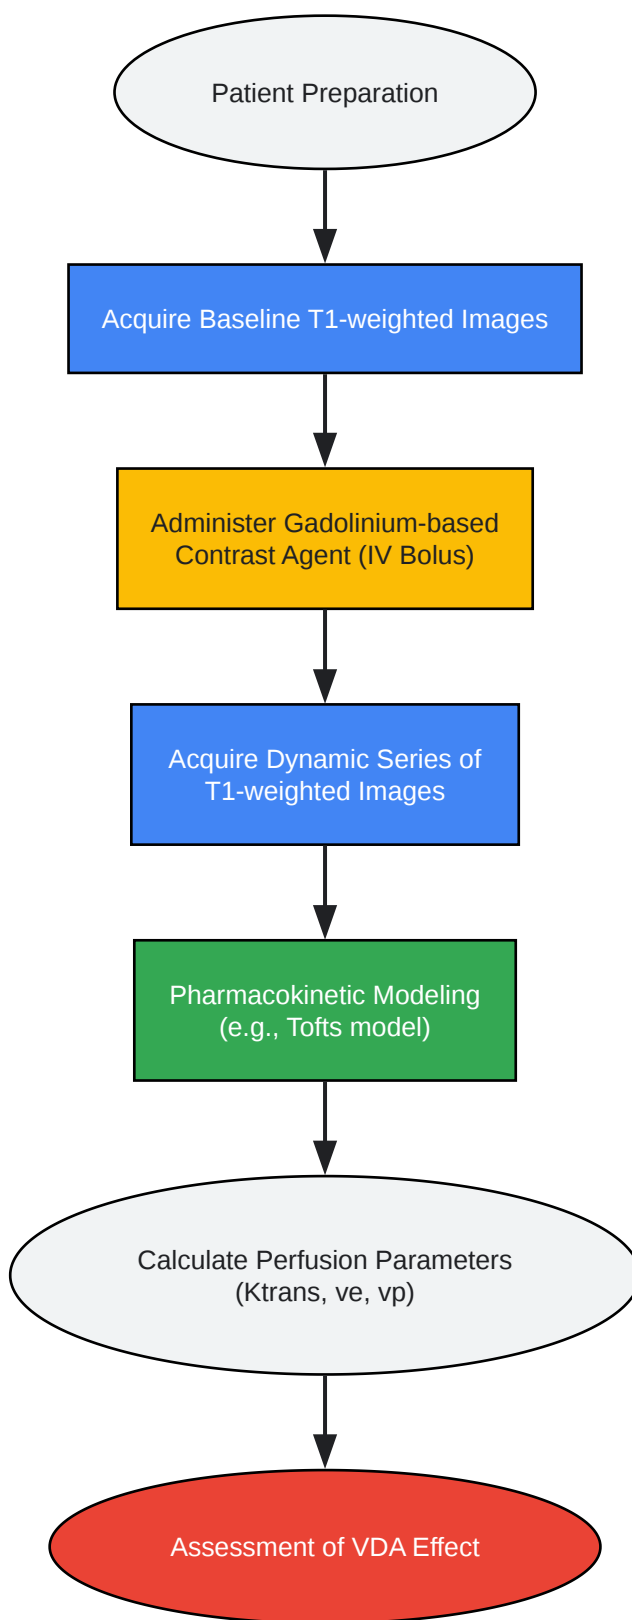 Patient Preparation
Acquire Baseline T1-weighted Images
Administer Gadolinium-based
Contrast Agent (IV Bolus)
Acquire Dynamic Series of
T1-weighted Images
Pharmacokinetic Modeling
(e.g., Tofts model)
Calculate Perfusion Parameters
(Ktrans, ve, vp)
Assessment of VDA Effect